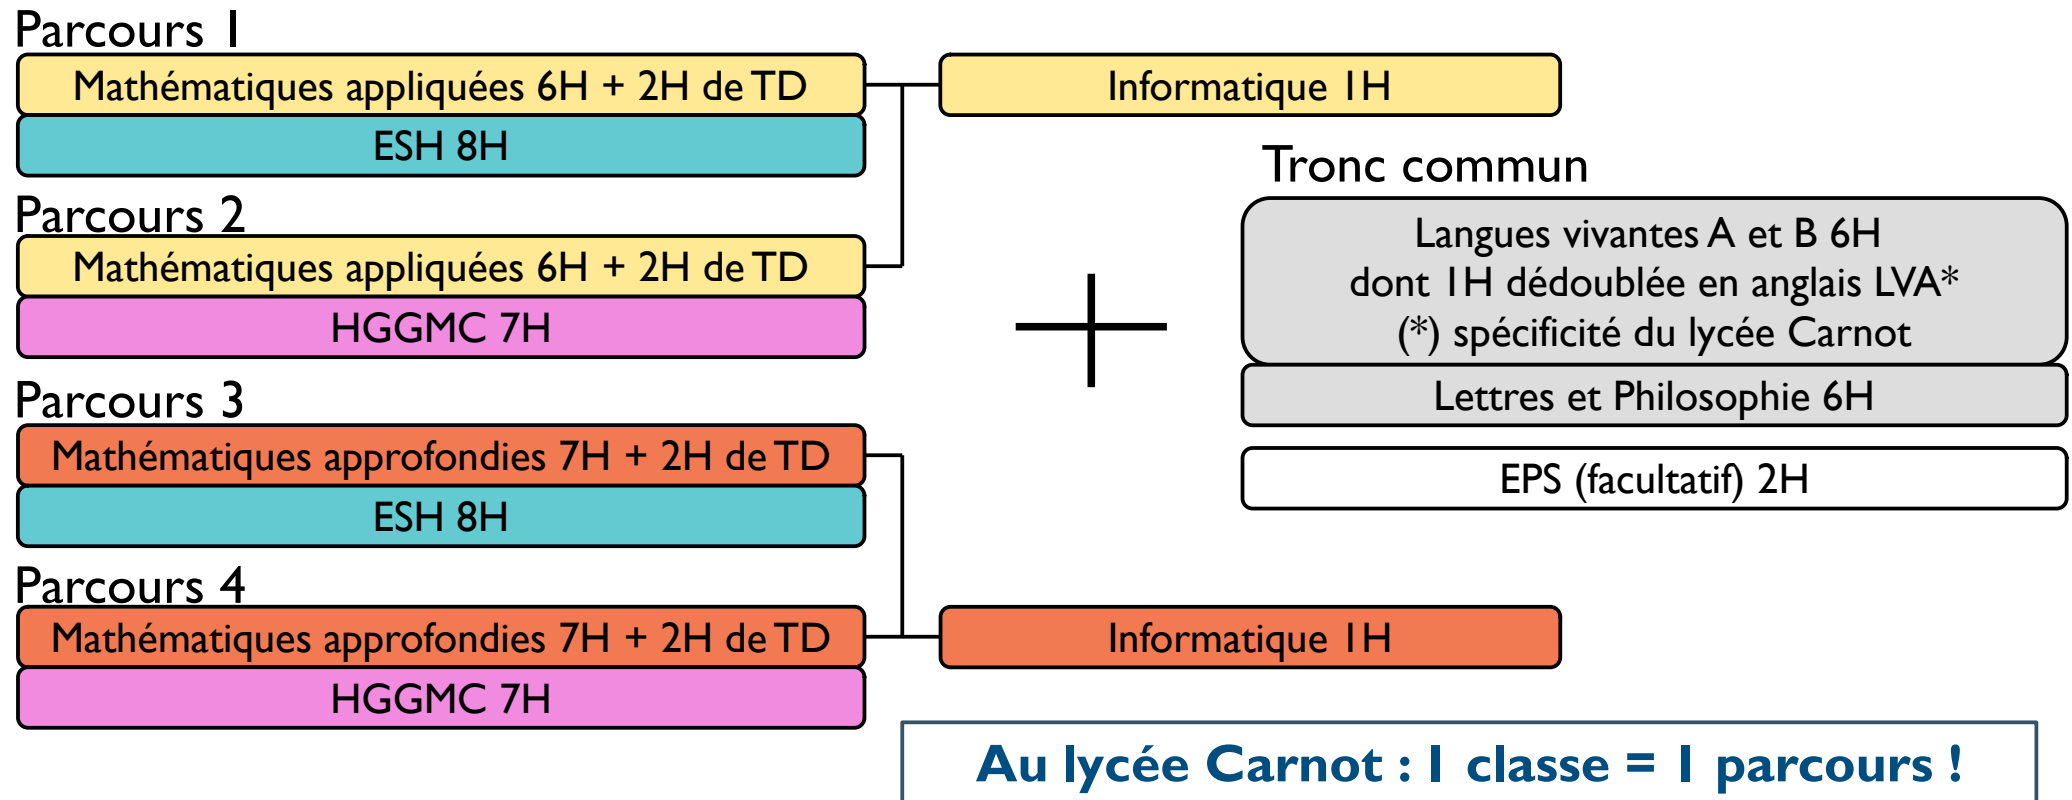 Parcours 1
Mathématiques appliquées 6H + 2H de TD
ESH 8H
Informatique 1H
Parcours 2
Mathématiques appliquées 6H + 2H de TD
HGGMC 7H
Parcours 3
Mathématiques approfondies 7H + 2H de TD
ESH 8H
Parcours 4
Mathématiques approfondies 7H + 2H de TD
HGGMC 7H
Informatique 1H
+
Tronc commun
Langues vivantes A et B 6H
dont 1H dédoublée en anglais LVA*
(*) spécificité du lycée Carnot
Lettres et Philosophie 6H
EPS (facultatif) 2H
Au lycée Carnot : 1 classe = 1 parcours !